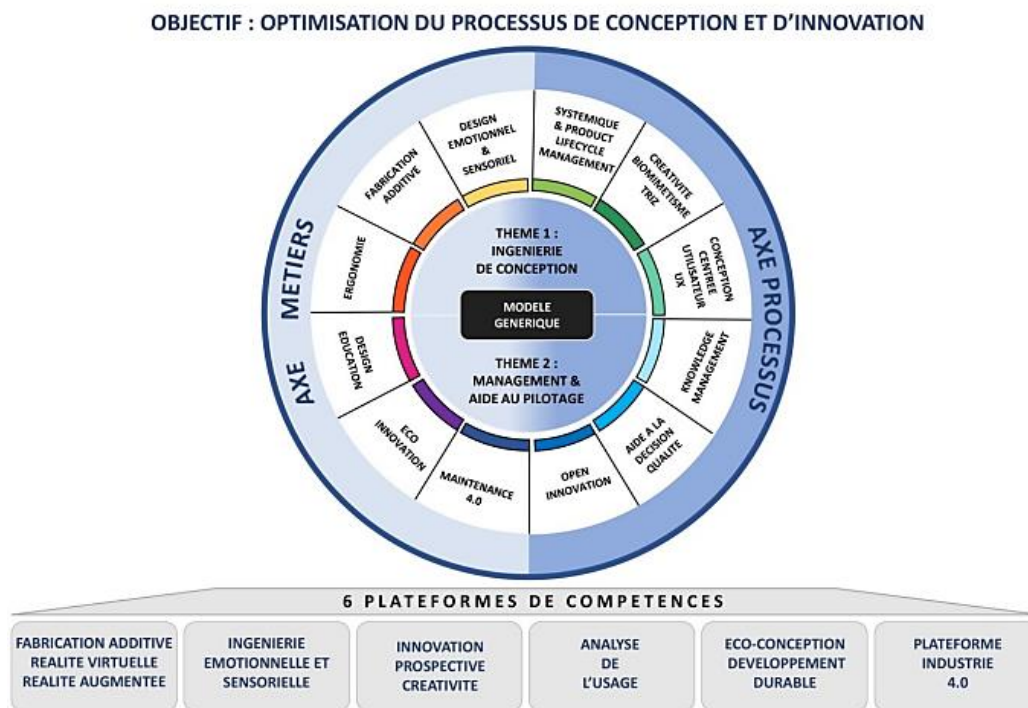 OBJECTIF : OPTIMISATION DU PROCESSUS DE CONCEPTION ET D'INNOVATION
AXE METIERS
AXE PROCESSUS
DESIGN
EMOTIONNEL
&
SENSORIEL
SYSTEMIQUE
& PRODUCT
LIFECYCLE
MANAGEMENT
CREATIVITE
BIOMIMETISME
TRIZ
CONCEPTION
CENTREE
UTILISATEUR
UX
KNOWLEDGE
MANAGEMENT
AIDE A LA
DECISION
QUALITE
OPEN
INNOVATION
MAINTENANCE
4.0
ECO
INNOVATION
DESIGN
EDUCATION
ERGONOMIE
FABRICATION
ADDITIVE
THEME 1 :
INGENIERIE
DE CONCEPTION
MODELE
GENERIQUE
THEME 2 :
MANAGEMENT &
AIDE AU PILOTAGE
6 PLATEFORMES DE COMPETENCES
FABRICATION ADDITIVE
REALITE VIRTUELLE
REALITE AUGMENTEE
INGENIERIE
EMOTIONNELLE ET
SENSORIELLE
INNOVATION
PROSPECTIVE
CREATIVITE
ANALYSE
DE
L'USAGE
ECO-CONCEPTION
DEVELOPPEMENT
DURABLE
PLATEFORME
INDUSTRIE
4.0